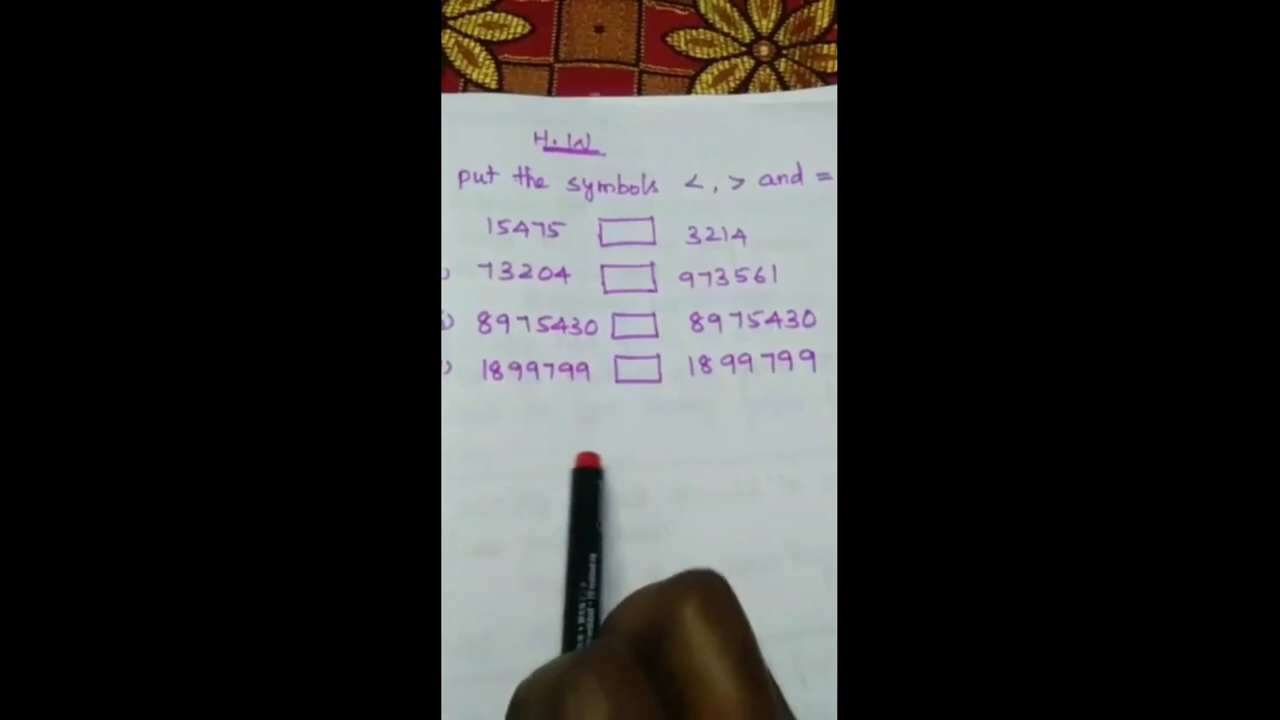 H.W
put the symbols <, > and =
15475 3214
) 73204 973561
) 8975430 8975430
) 1899799 1899799